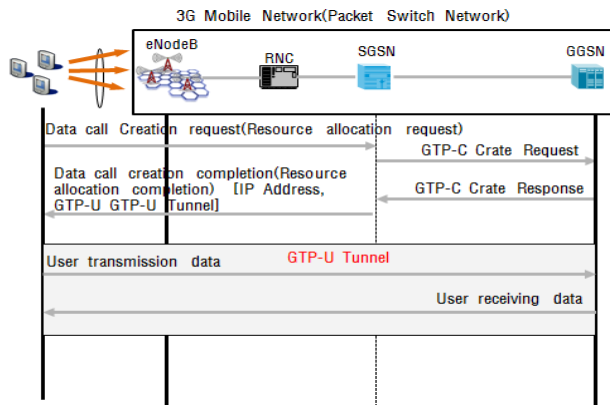 3G Mobile Network(Packet Switch Network)
eNodeB
RNC
SGSN
GGSN
Data call Creation request(Resource allocation request)
GTP-C Crate Request
Data call creation completion(Resource
allocation completion) [IP Address,
GTP-U GTP-U Tunnel]
GTP-C Crate Response
User transmission data
GTP-U Tunnel
User receiving data